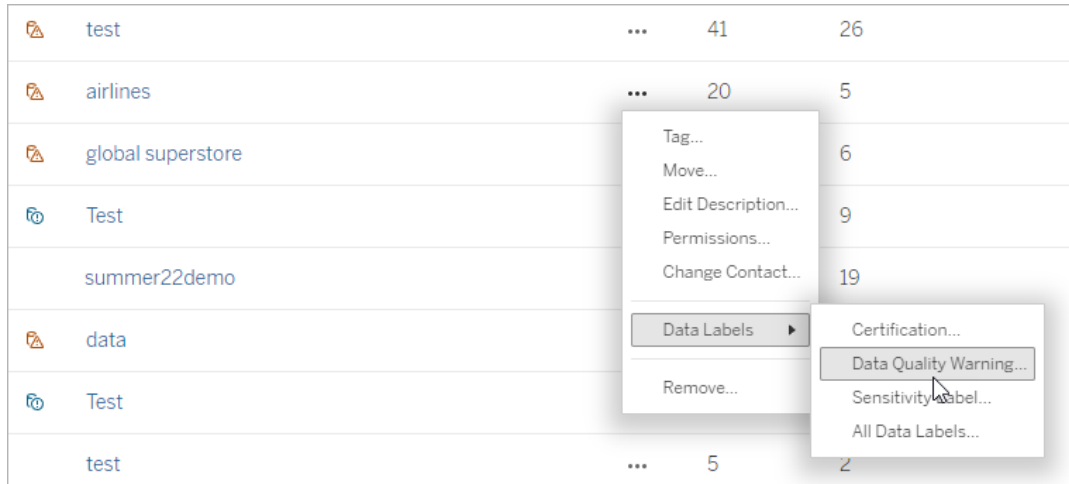 test ... 41 26
airlines ... 20 5
global superstore 6
Test 9
summer22demo 19
data
Test
test ... 5 2
Tag...
Move...
Edit Description...
Permissions...
Change Contact...
Data Labels
Remove...
Certification...
Data Quality Warning...
Sensitivity Label...
All Data Labels...